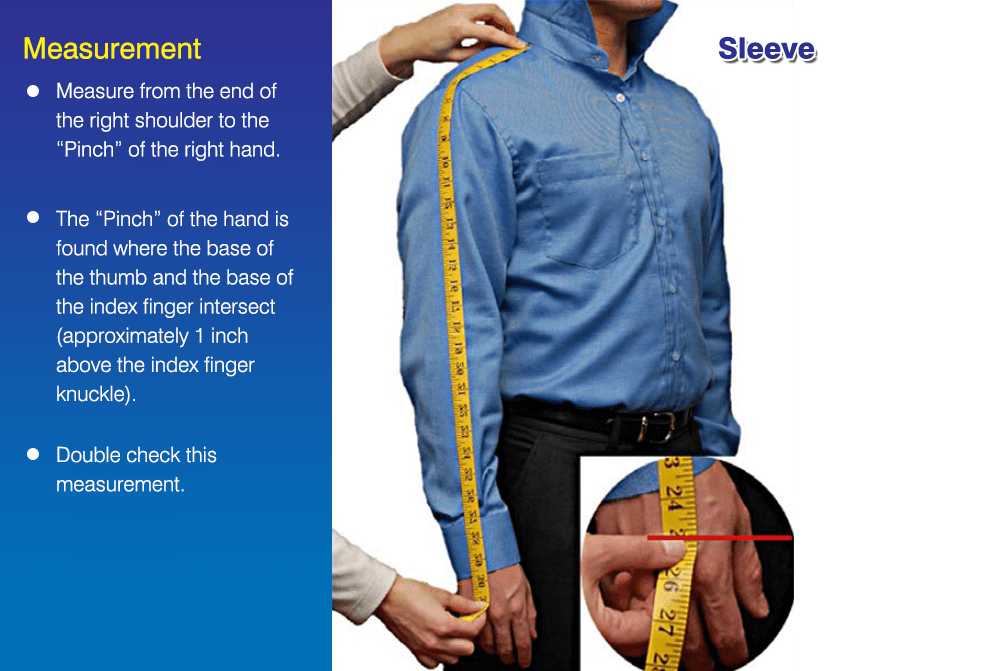 Measurement
Sleeve
● Measure from the end of
the right shoulder to the
“Pinch” of the right hand.
● The “Pinch” of the hand is
found where the base of
the thumb and the base of
the index finger intersect
(approximately 1 inch
above the index finger
knuckle).
● Double check this
measurement.
24
26
27